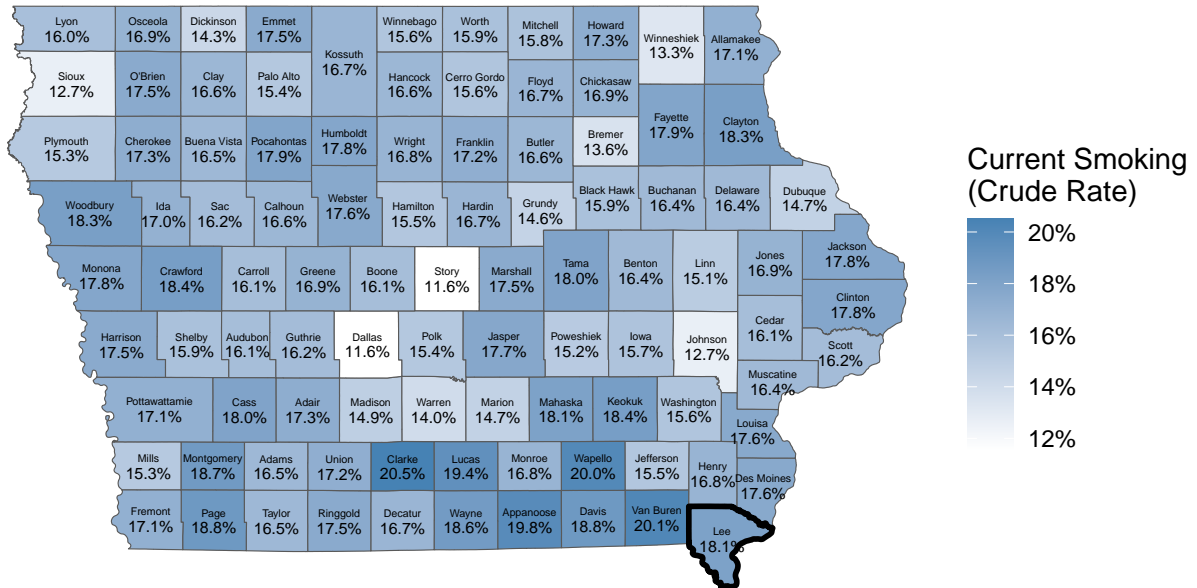 Lyon
16.0%
Osceola
16.9%
Dickinson
14.3%
Emmet
17.5%
Kossuth
16.7%
Winnebago
15.6%
Worth
15.9%
Mitchell
15.8%
Howard
17.3%
Winneshiek
13.3%
Allamakee
17.1%
Sioux
12.7%
O'Brien
17.5%
Clay
16.6%
Palo Alto
15.4%
Hancock
16.6%
Cerro Gordo
15.6%
Floyd
16.7%
Chickasaw
16.9%
Fayette
17.9%
Clayton
18.3%
Plymouth
15.3%
Cherokee
17.3%
Buena Vista
16.5%
Pocahontas
17.9%
Humboldt
17.8%
Wright
16.8%
Franklin
17.2%
Butler
16.6%
Bremer
13.6%
Woodbury
18.3%
Ida
17.0%
Sac
16.2%
Calhoun
16.6%
Webster
17.6%
Hamilton
15.5%
Hardin
16.7%
Grundy
14.6%
Black Hawk
15.9%
Buchanan
16.4%
Delaware
16.4%
Dubuque
14.7%
Monona
17.8%
Crawford
18.4%
Carroll
16.1%
Greene
16.9%
Boone
16.1%
Story
11.6%
Marshall
17.5%
Tama
18.0%
Benton
16.4%
Linn
15.1%
Jones
16.9%
Jackson
17.8%
Clinton
17.8%
Harrison
17.5%
Shelby
15.9%
Audubon
16.1%
Guthrie
16.2%
Dallas
11.6%
Polk
15.4%
Jasper
17.7%
Poweshiek
15.2%
Iowa
15.7%
Johnson
12.7%
Cedar
16.1%
Scott
16.2%
Muscatine
16.4%
Pottawattamie
17.1%
Cass
18.0%
Adair
17.3%
Madison
14.9%
Warren
14.0%
Marion
14.7%
Mahaska
18.1%
Keokuk
18.4%
Washington
15.6%
Louisa
17.6%
Mills
15.3%
Montgomery
18.7%
Adams
16.5%
Union
17.2%
Clarke
20.5%
Lucas
19.4%
Monroe
16.8%
Wapello
20.0%
Jefferson
15.5%
Henry
16.8%
Des Moines
17.6%
Fremont
17.1%
Page
18.8%
Taylor
16.5%
Ringgold
17.5%
Decatur
16.7%
Wayne
18.6%
Appanoose
19.8%
Davis
18.8%
Van Buren
20.1%
Lee
18.1%
Current Smoking
(Crude Rate)
20%
18%
16%
14%
12%